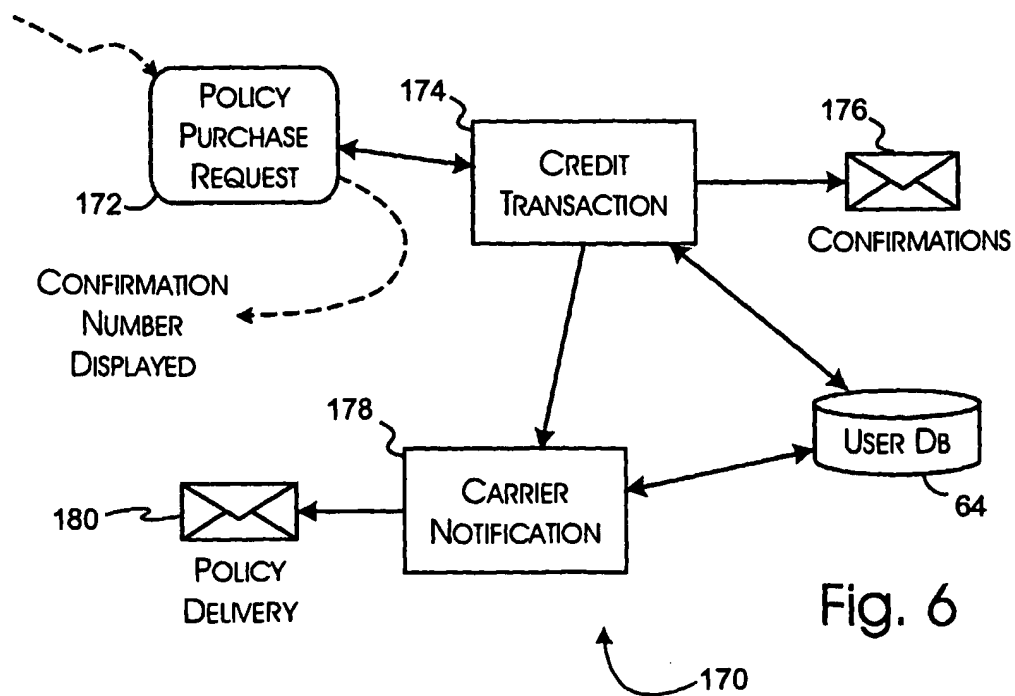 POLICY
PURCHASE
REQUEST
172
174
CREDIT
TRANSACTION
176
CONFIRMATIONS
CONFIRMATION
NUMBER
DISPLAYED
178
CARRIER
NOTIFICATION
USER DB
64
180
POLICY
DELIVERY
Fig. 6
170